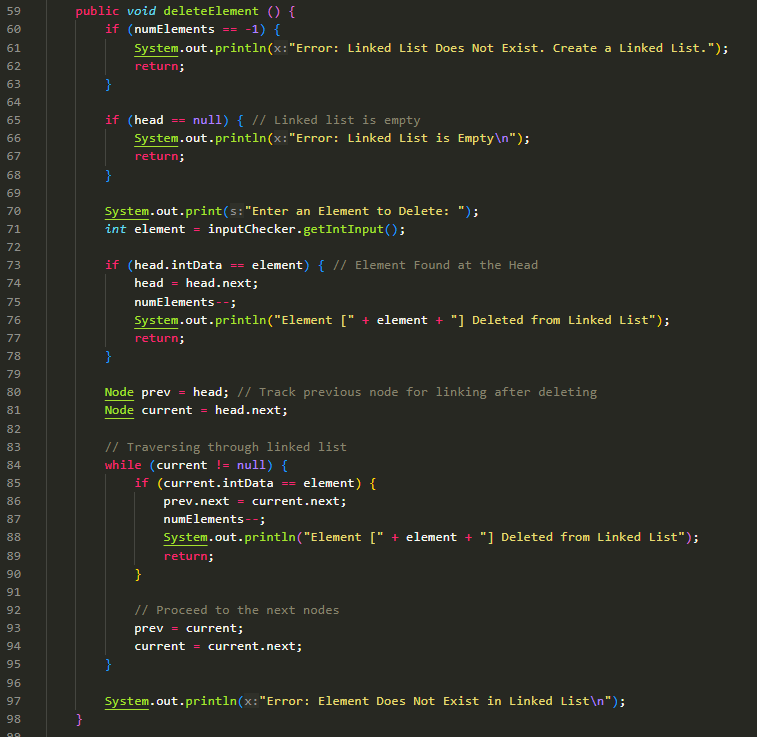 59 public void deleteElement () {
60 if (numElements == -1) {
61 System.out.println(x:"Error: Linked List Does Not Exist. Create a Linked List.");
62 return;
63 }
64
65 if (head == null) { // Linked list is empty
66 System.out.println(x:"Error: Linked List is Empty\n");
67 return;
68 }
69
70 System.out.print(s:"Enter an Element to Delete: ");
71 int element = inputChecker.getIntInput();
72
73 if (head.intData == element) { // Element Found at the Head
74 head = head.next;
75 numElements--;
76 System.out.println("Element [" + element + "] Deleted from Linked List");
77 return;
78 }
79
80 Node prev = head; // Track previous node for linking after deleting
81 Node current = head.next;
82
83 // Traversing through linked list
84 while (current != null) {
85 if (current.intData == element) {
86 prev.next = current.next;
87 numElements--;
88 System.out.println("Element [" + element + "] Deleted from Linked List");
89 return;
90 }
91
92 // Proceed to the next nodes
93 prev = current;
94 current = current.next;
95 }
96
97 System.out.println(x:"Error: Element Does Not Exist in Linked List\n");
98 }